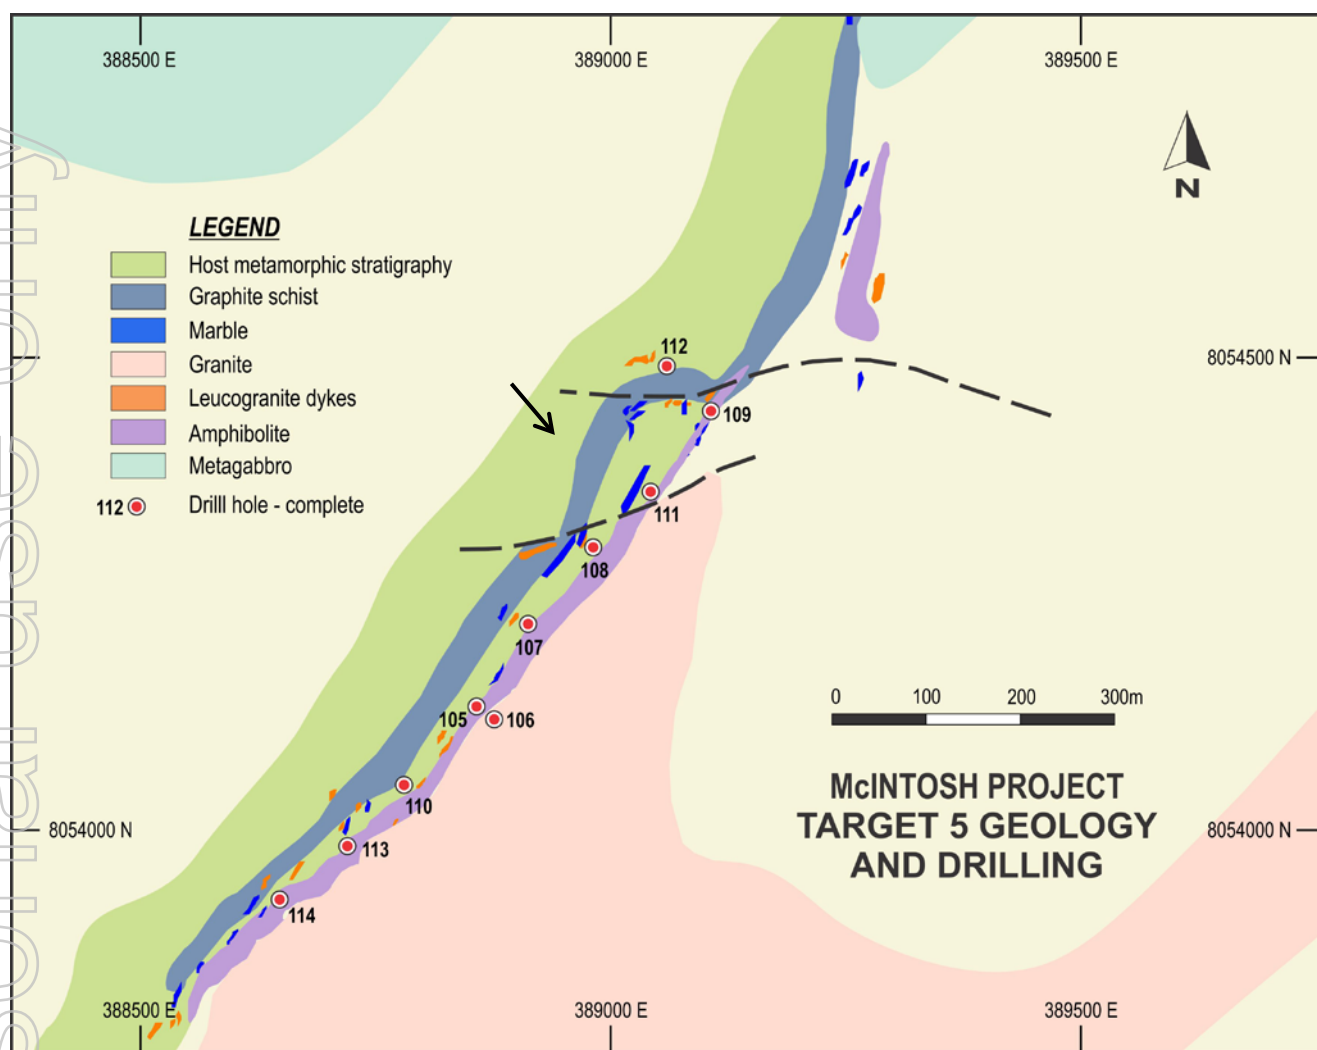 388500 E 389000 E 389500 E
N
LEGEND
Host metamorphic stratigraphy
Graphite schist
Marble
Granite
Leucogranite dykes
Amphibolite
Metagabbro
112 Drilll hole - complete
112
8054500 N
109
111
108
107
105 106
0 100 200 300m
110
McINTOSH PROJECT
TARGET 5 GEOLOGY
AND DRILLING
8054000 N 8054000 N
113
114
388500 E 389000 E 389500 E